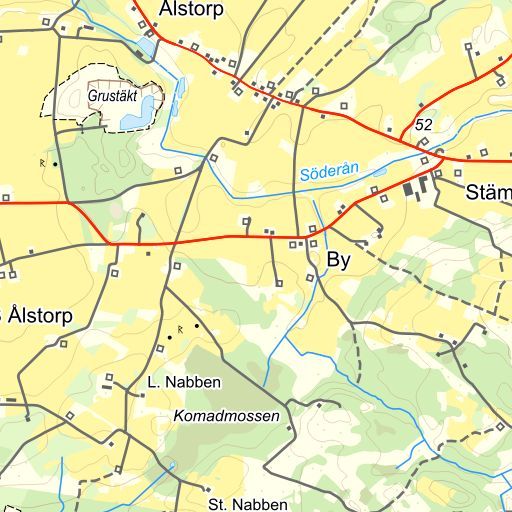 Ålstorp
Grustäkt
52
Söderån
Stäm
By
Ålstorp
L. Nabben
Komadmossen
St. Nabben